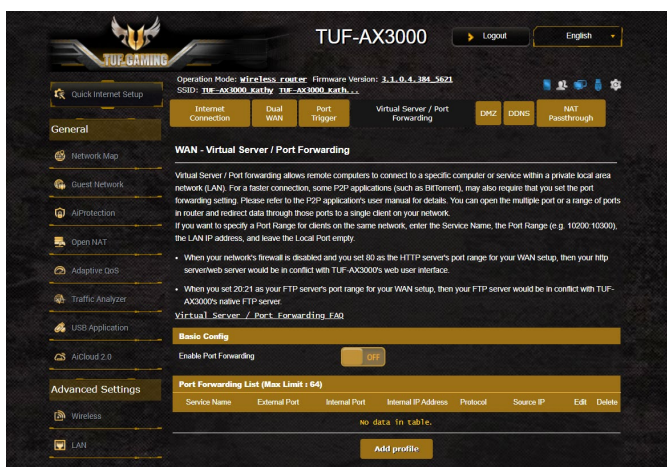 TUF GAMING
TUF-AX3000
Logout
English
Quick Internet Setup
Operation Mode: Wireless router Firmware Version: 3.1.0.4.384_5621
SSID: TUF-AX3000_Kathy TUF-AX3000_Kath...
Internet
Connection
Dual
WAN
Port
Trigger
Virtual Server / Port
Forwarding
DMZ
DDNS
NAT
Passthrough
General
Network Map
Guest Network
AiProtection
Open NAT
Adaptive QoS
Traffic Analyzer
USB Application
AiCloud 2.0
Advanced Settings
Wireless
LAN
WAN - Virtual Server / Port Forwarding
Virtual Server / Port forwarding allows remote computers to connect to a specific computer or service within a private local area
network (LAN). For a faster connection, some P2P applications (such as BitTorrent), may also require that you set the port
forwarding setting. Please refer to the P2P application's user manual for details. You can open the multiple port or a range of ports
in router and redirect data through those ports to a single client on your network.
If you want to specify a Port Range for clients on the same network, enter the Service Name, the Port Range (e.g. 10200:10300),
the LAN IP address, and leave the Local Port empty.
• When your network's firewall is disabled and you set 80 as the HTTP server's port range for your WAN setup, then your http
server/web server would be in conflict with TUF-AX3000's web user interface.
• When you set 20:21 as your FTP server's port range for your WAN setup, then your FTP server would be in conflict with TUF-
AX3000's native FTP server.
Virtual Server / Port Forwarding FAQ
Basic Config
Enable Port Forwarding
OFF
Port Forwarding List (Max Limit : 64)
Service Name External Port Internal Port Internal IP Address Protocol Source IP Edit Delete
No data in table.
Add profile